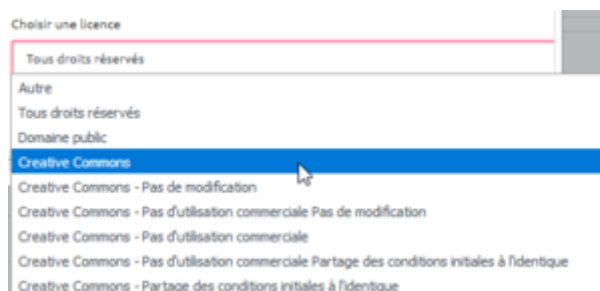 Choisir une licence
Tous droits réservés
Autre
Tous droits réservés
Domaine public
Creative Commons
Creative Commons - Pas de modification
Creative Commons - Pas d'utilisation commerciale Pas de modification
Creative Commons - Pas d'utilisation commerciale
Creative Commons - Pas d'utilisation commerciale Partage des conditions initiales à l'identique
Creative Commons - Partage des conditions initiales à l'identique